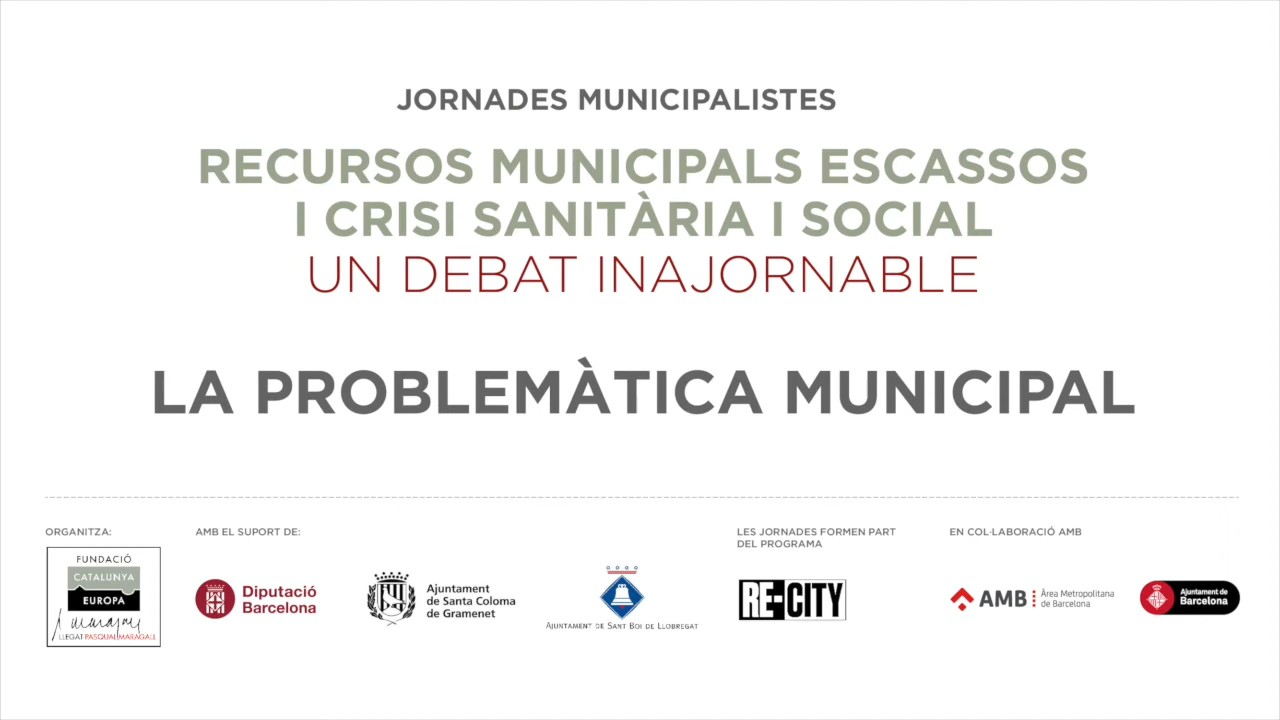 JORNADES MUNICIPALISTES
RECURSOS MUNICIPALS ESCASSOS
I CRISI SANITÀRIA I SOCIAL
UN DEBAT INAJORNABLE
LA PROBLEMÀTICA MUNICIPAL
ORGANITZA:
FUNDACIÓ
CATALUNYA
EUROPA
LLEGAT PASQUAL MARAGALL
AMB EL SUPORT DE:
Diputació
Barcelona
Ajuntament
de Santa Coloma
de Gramenet
AJUNTAMENT DE SANT BOI DE LLOBREGAT
LES JORNADES FORMEN PART
DEL PROGRAMA
RE-CITY
EN COL·LABORACIÓ AMB
AMB Àrea Metropolitana
de Barcelona
Ajuntament de
Barcelona